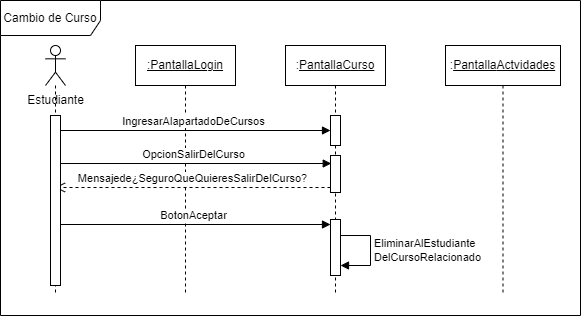 Cambio de Curso
:PantallaLogin
:PantallaCurso
:PantallaActvidades
Estudiante
IngresarAlapartadoDeCursos
OpcionSalirDelCurso
Mensajede¿SeguroQueQuieresSalirDelCurso?
BotonAceptar
EliminarAlEstudiante
DelCursoRelacionado